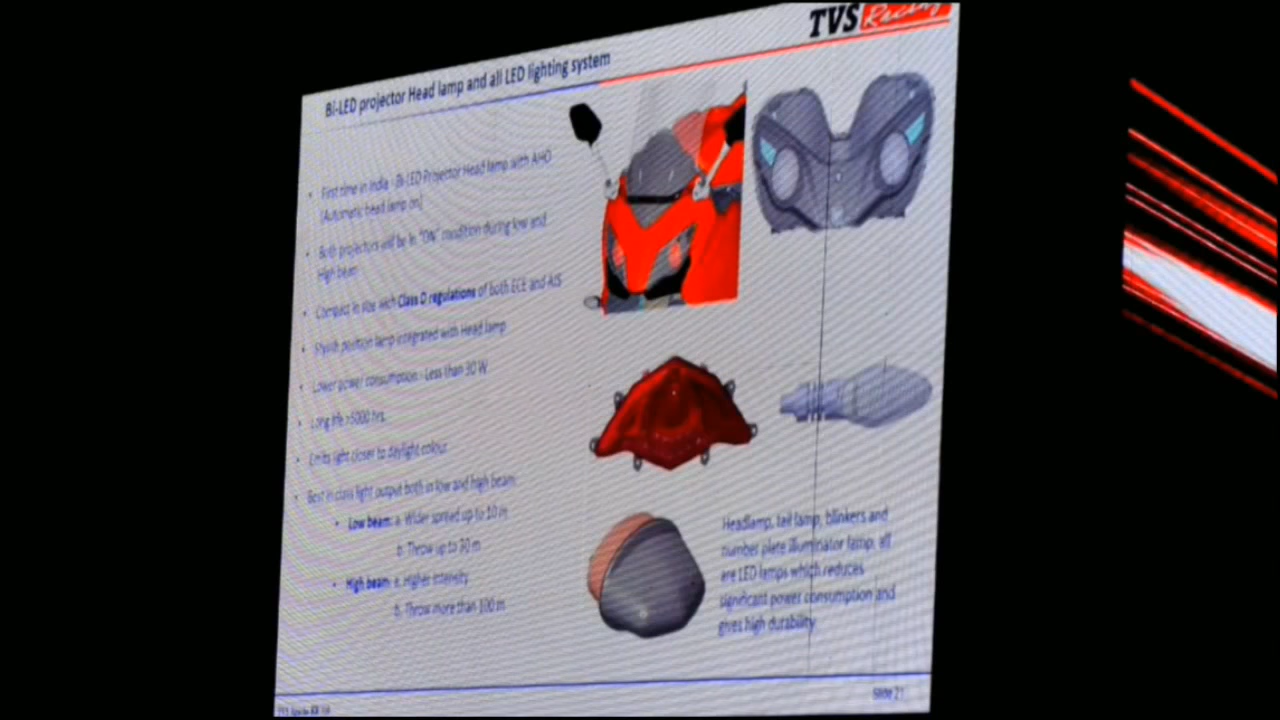 TVS Racing
Bi-LED projector Head lamp and all LED lighting system
• First time in India - Bi-LED Projector Head lamp with AHO
(Automatic head lamp on)
• Both projectors will be in "ON" condition during low and
High beam
• Compact in size with Class D regulations of both ECE and AIS
• Stylish position lamp integrated with Head lamp
• Lower power consumption - Less than 30 W
• Long life >5000 hrs.
• Emits light closer to daylight colour
• Best in class light output both in low and high beam:
• Low beam: a. Wider spread up to 10 m
b. Throw up to 30 m
• High beam: a. Higher intensity
b. Throw more than 100 m
Headlamp, tail lamp, blinkers and
number plate illuminator lamp, all
are LED lamps which reduces
significant power consumption and
gives high durability
Slide 21